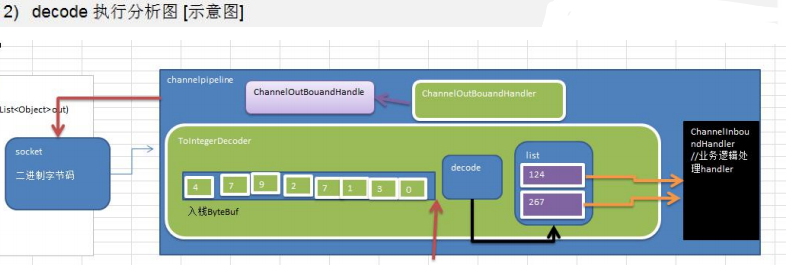 2) decode 执行分析图 [示意图]
List<Object>out)
socket
二进制字节码
channelpipeline
ChannelOutBouandHandle
ChannelOutBouandHandler
ToIntegerDecoder
4 7 9 2 7 1 3 0
入栈ByteBuf
decode
list
124
267
ChannelInbou
ndHandler
//业务逻辑处
理handler